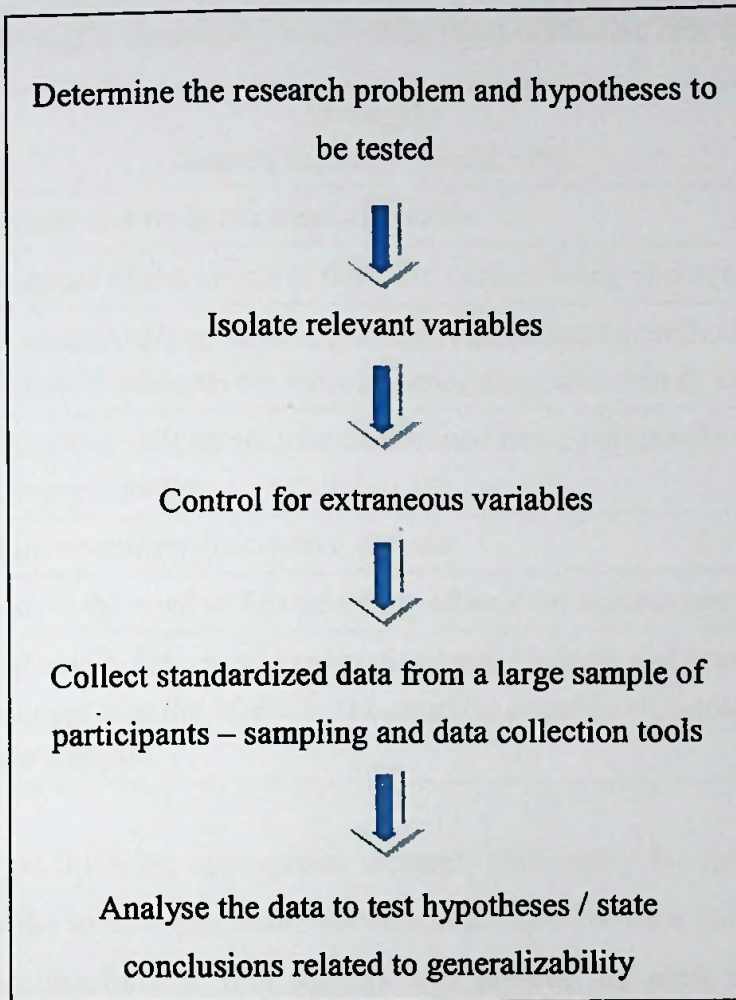 Determine the research problem and hypotheses to
be tested
Isolate relevant variables
Control for extraneous variables
Collect standardized data from a large sample of
participants – sampling and data collection tools
Analyse the data to test hypotheses / state
conclusions related to generalizability